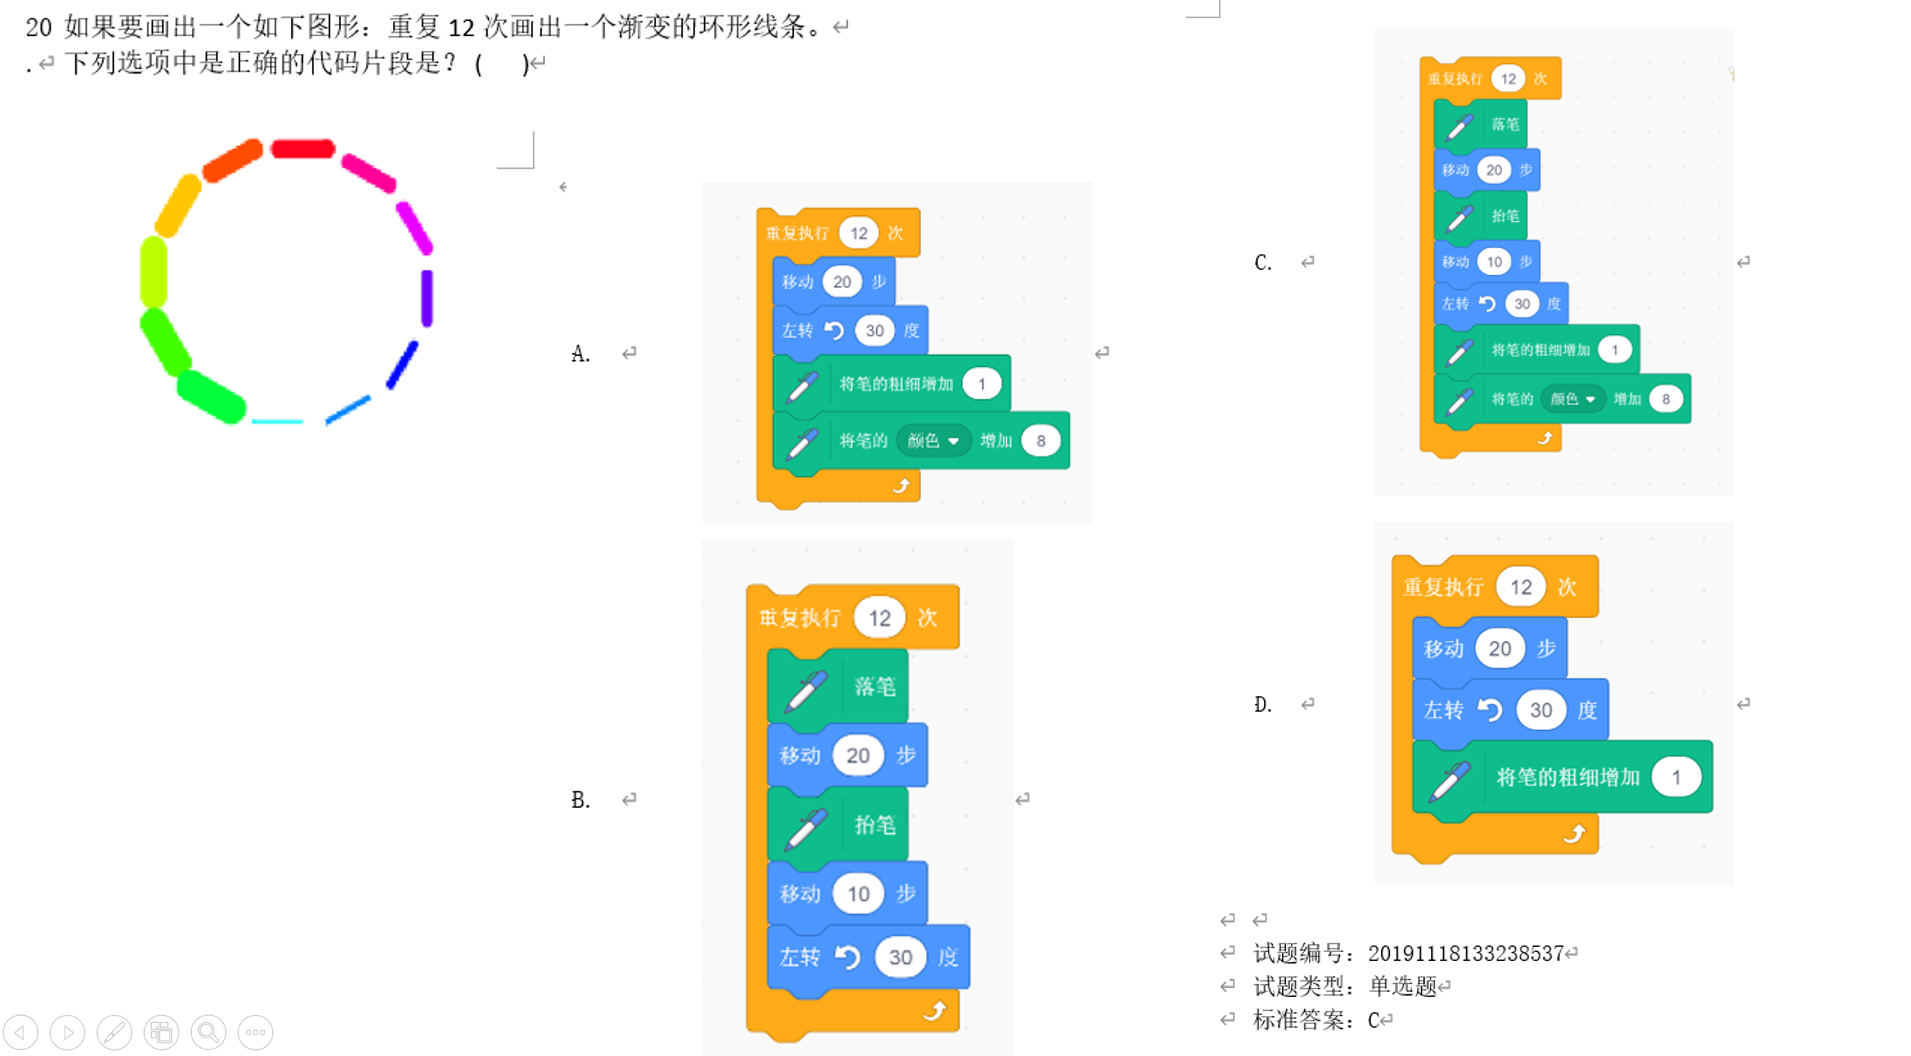 20 如果要画出一个如下图形：重复 12 次画出一个渐变的环形线条。
. 下列选项中是正确的代码片段是？(    )
A.
重复执行 12 次
移动 20 步
左转 30 度
将笔的粗细增加 1
将笔的 颜色 增加 8
B.
重复执行 12 次
落笔
移动 20 步
抬笔
移动 10 步
左转 30 度
C.
重复执行 12 次
落笔
移动 20 步
抬笔
移动 10 步
左转 30 度
将笔的粗细增加 1
将笔的 颜色 增加 8
D.
重复执行 12 次
移动 20 步
左转 30 度
将笔的粗细增加 1
试题编号：20191118133238537
试题类型：单选题
标准答案：C